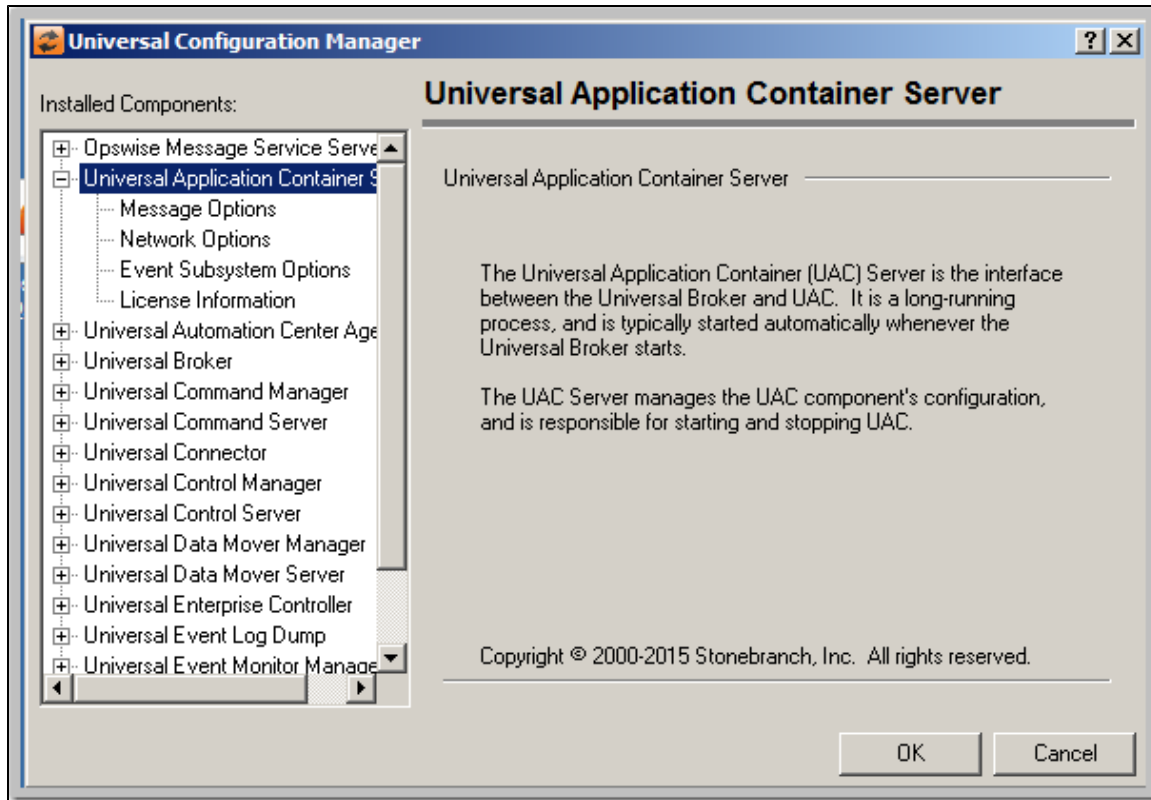 Universal Configuration Manager
Installed Components:
Opswise Message Service Serve
Universal Application Container S
Message Options
Network Options
Event Subsystem Options
License Information
Universal Automation Center Age
Universal Broker
Universal Command Manager
Universal Command Server
Universal Connector
Universal Control Manager
Universal Control Server
Universal Data Mover Manager
Universal Data Mover Server
Universal Enterprise Controller
Universal Event Log Dump
Universal Event Monitor Manage
Universal Application Container Server
Universal Application Container Server
The Universal Application Container (UAC) Server is the interface
between the Universal Broker and UAC.  It is a long-running
process, and is typically started automatically whenever the
Universal Broker starts.
The UAC Server manages the UAC component's configuration,
and is responsible for starting and stopping UAC.
Copyright © 2000-2015 Stonebranch, Inc.  All rights reserved.
OK
Cancel